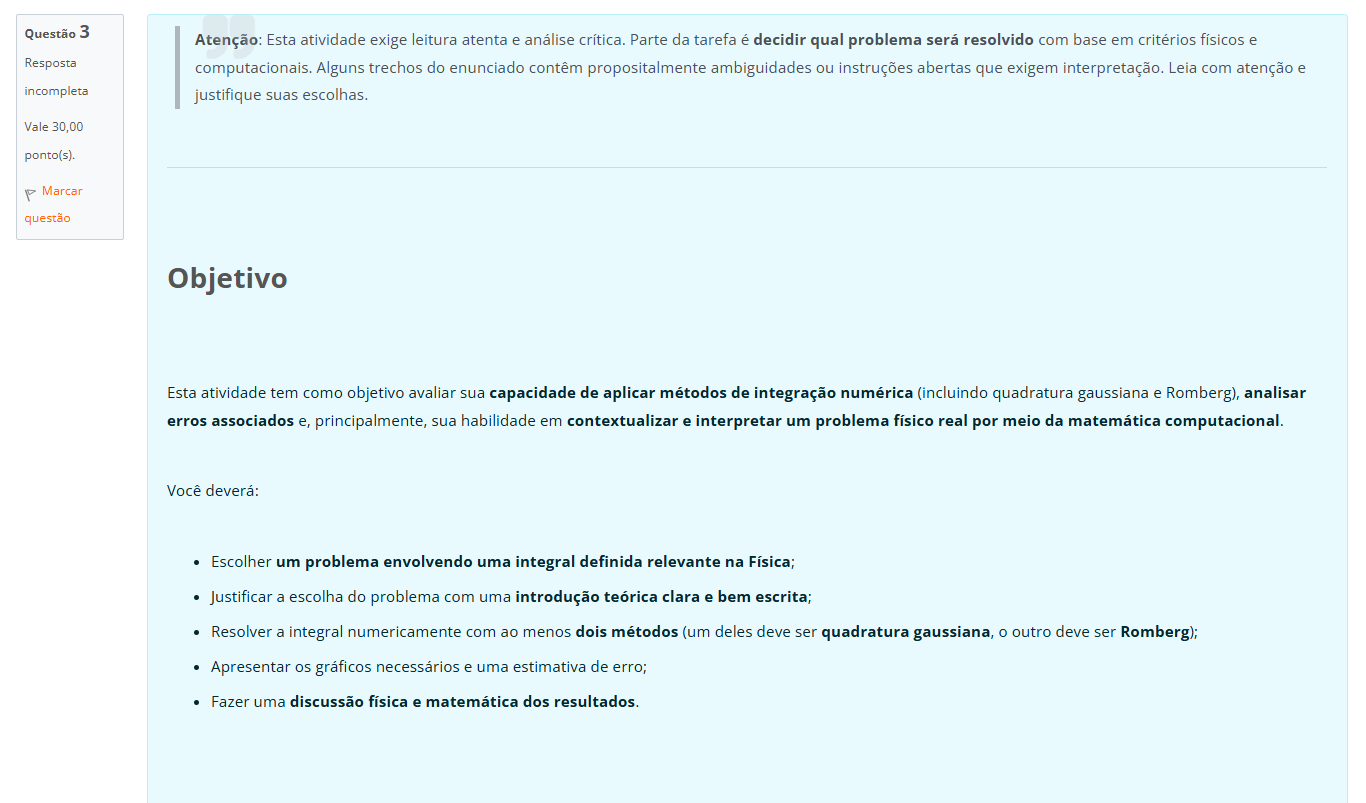 Questão 3
Resposta
incompleta
Vale 30,00
ponto(s).
Marcar
questão
Atenção: Esta atividade exige leitura atenta e análise crítica. Parte da tarefa é decidir qual problema será resolvido com base em critérios físicos e
computacionais. Alguns trechos do enunciado contêm propositalmente ambiguidades ou instruções abertas que exigem interpretação. Leia com atenção e
justifique suas escolhas.
Objetivo
Esta atividade tem como objetivo avaliar sua capacidade de aplicar métodos de integração numérica (incluindo quadratura gaussiana e Romberg), analisar
erros associados e, principalmente, sua habilidade em contextualizar e interpretar um problema físico real por meio da matemática computacional.
Você deverá:
• Escolher um problema envolvendo uma integral definida relevante na Física;
• Justificar a escolha do problema com uma introdução teórica clara e bem escrita;
• Resolver a integral numericamente com ao menos dois métodos (um deles deve ser quadratura gaussiana, o outro deve ser Romberg);
• Apresentar os gráficos necessários e uma estimativa de erro;
• Fazer uma discussão física e matemática dos resultados.